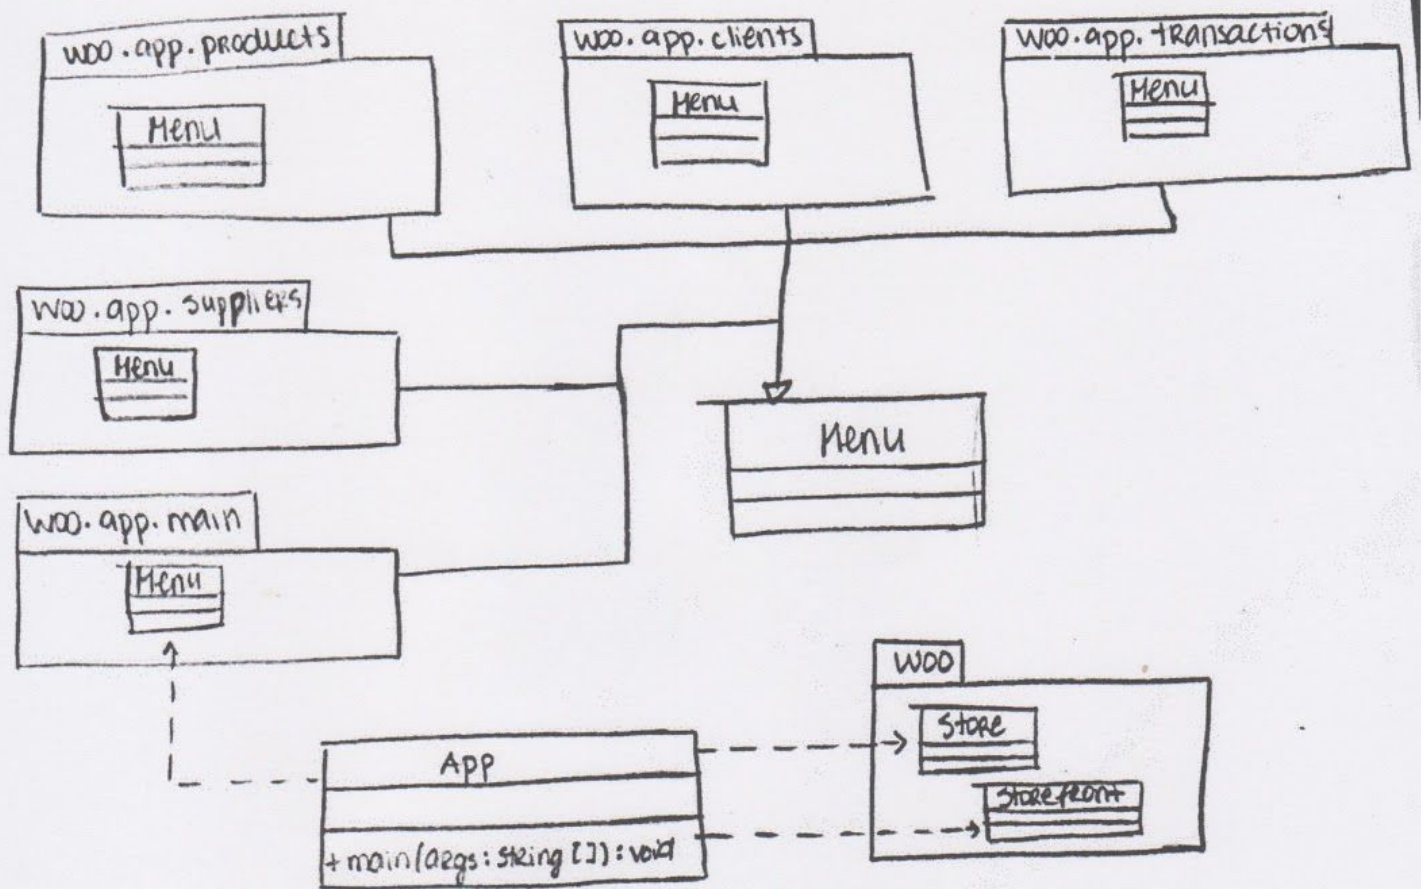 woo.app.products
Menu
woo.app.clients
Menu
woo.app.transactions
Menu
woo.app.suppliers
Menu
Menu
woo.app.main
Menu
woo
Store
Storefront
App
+main(args:string[]):void